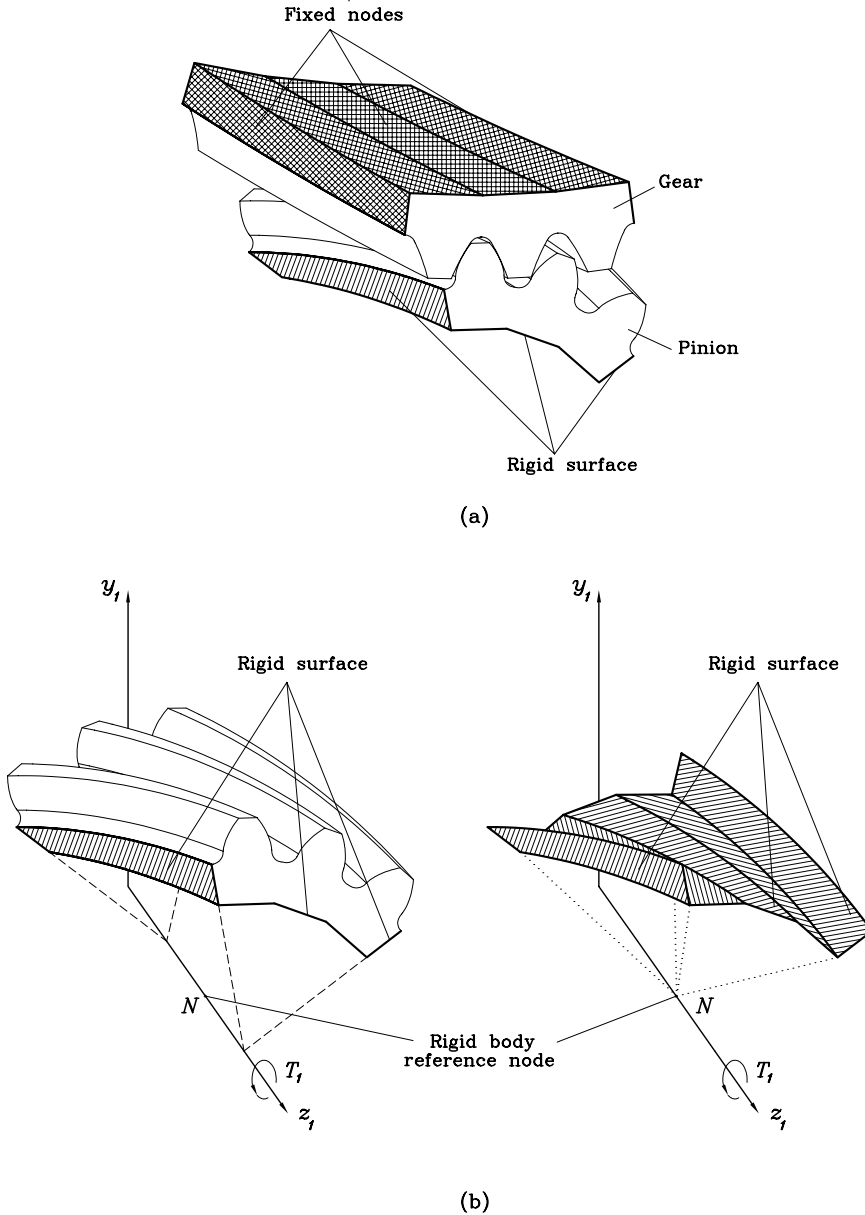 Fixed nodes
Gear
Pinion
Rigid surface
(a)
y₁
y₁
Rigid surface
Rigid surface
N
N
Rigid body
reference node
T₁
T₁
z₁
z₁
(b)